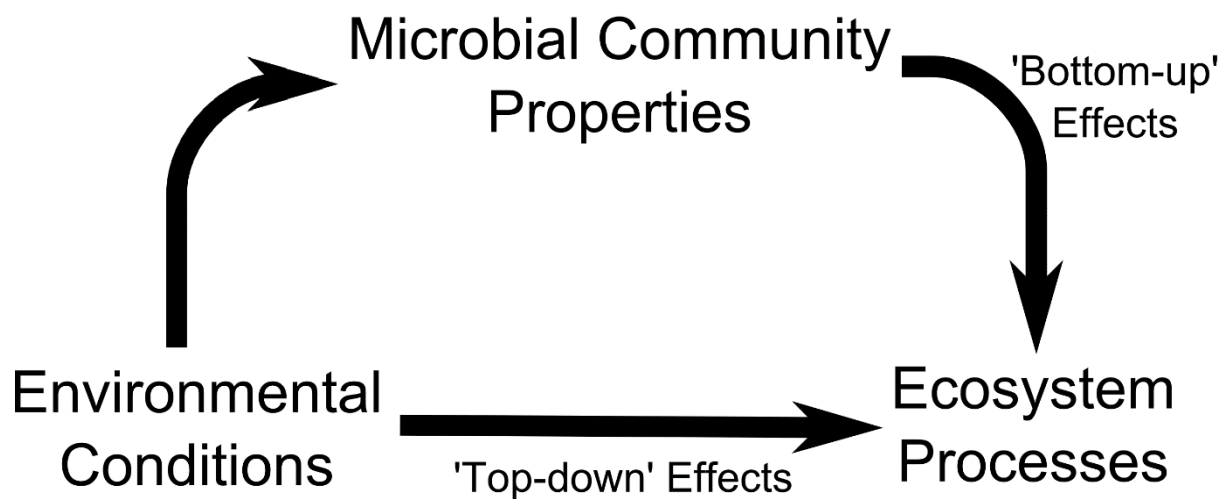 Microbial Community
Properties
'Bottom-up'
Effects
Environmental
Conditions
'Top-down' Effects
Ecosystem
Processes